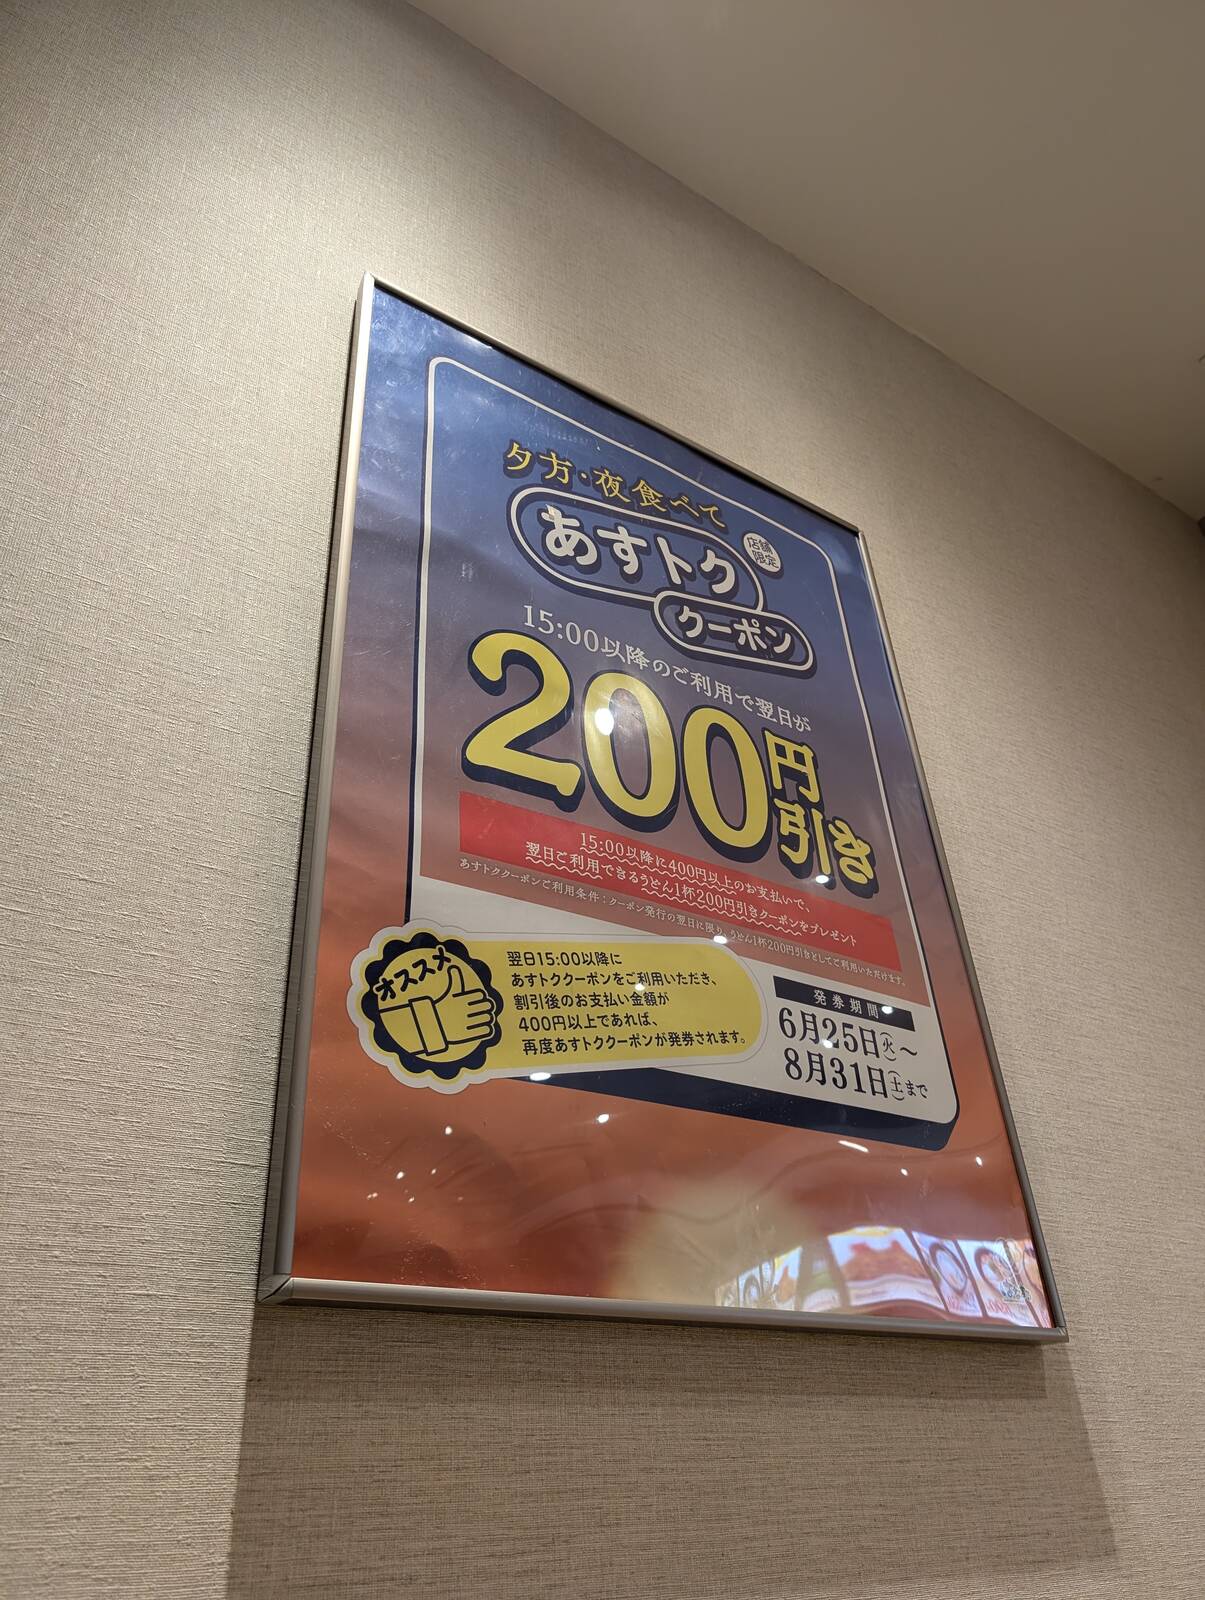 夕方・夜食べて
あすトク
店舗
限定
クーポン
15:00以降のご利用で翌日が
200円
引き
15:00以降に400円以上のお支払いで、
翌日ご利用できるうどん1杯200円引きクーポンをプレゼント
あすトククーポンご利用条件：クーポン発行の翌日に限り、うどん1杯200円引きとしてご利用いただけます。
オススメ
翌日15:00以降に
あすトククーポンをご利用いただき、
割引後のお支払い金額が
400円以上であれば、
再度あすトククーポンが発券されます。
発券期間
6月25日(火)～
8月31日(土)まで